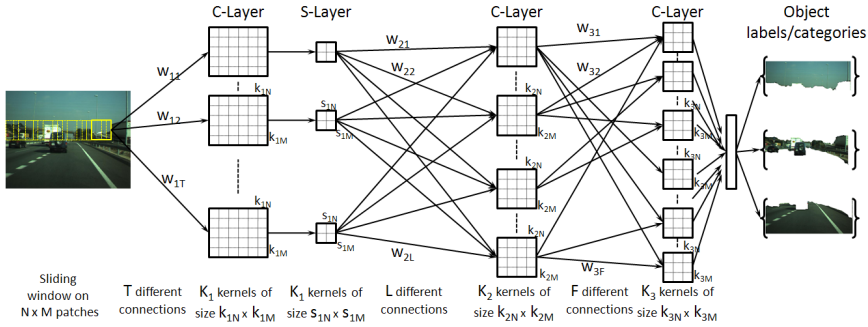 C-Layer
S-Layer
C-Layer
C-Layer
Object
labels/categories
W11
W12
W1T
k1N
k1M
k1N
k1M
s1N
s1M
s1N
s1M
W21
W22
W2L
k2N
k2M
k2N
k2N
k2M
W31
W32
W3F
k3N
k3M
k3N
k3M
k3N
k3M
Sliding
window on
N x M patches
T different
connections
K1 kernels of
size k1N x k1M
K1 kernels of
size s1N x s1M
L different
connections
K2 kernels of
size k2N x k2M
F different
connections
K3 kernels of
size k3N x k3M